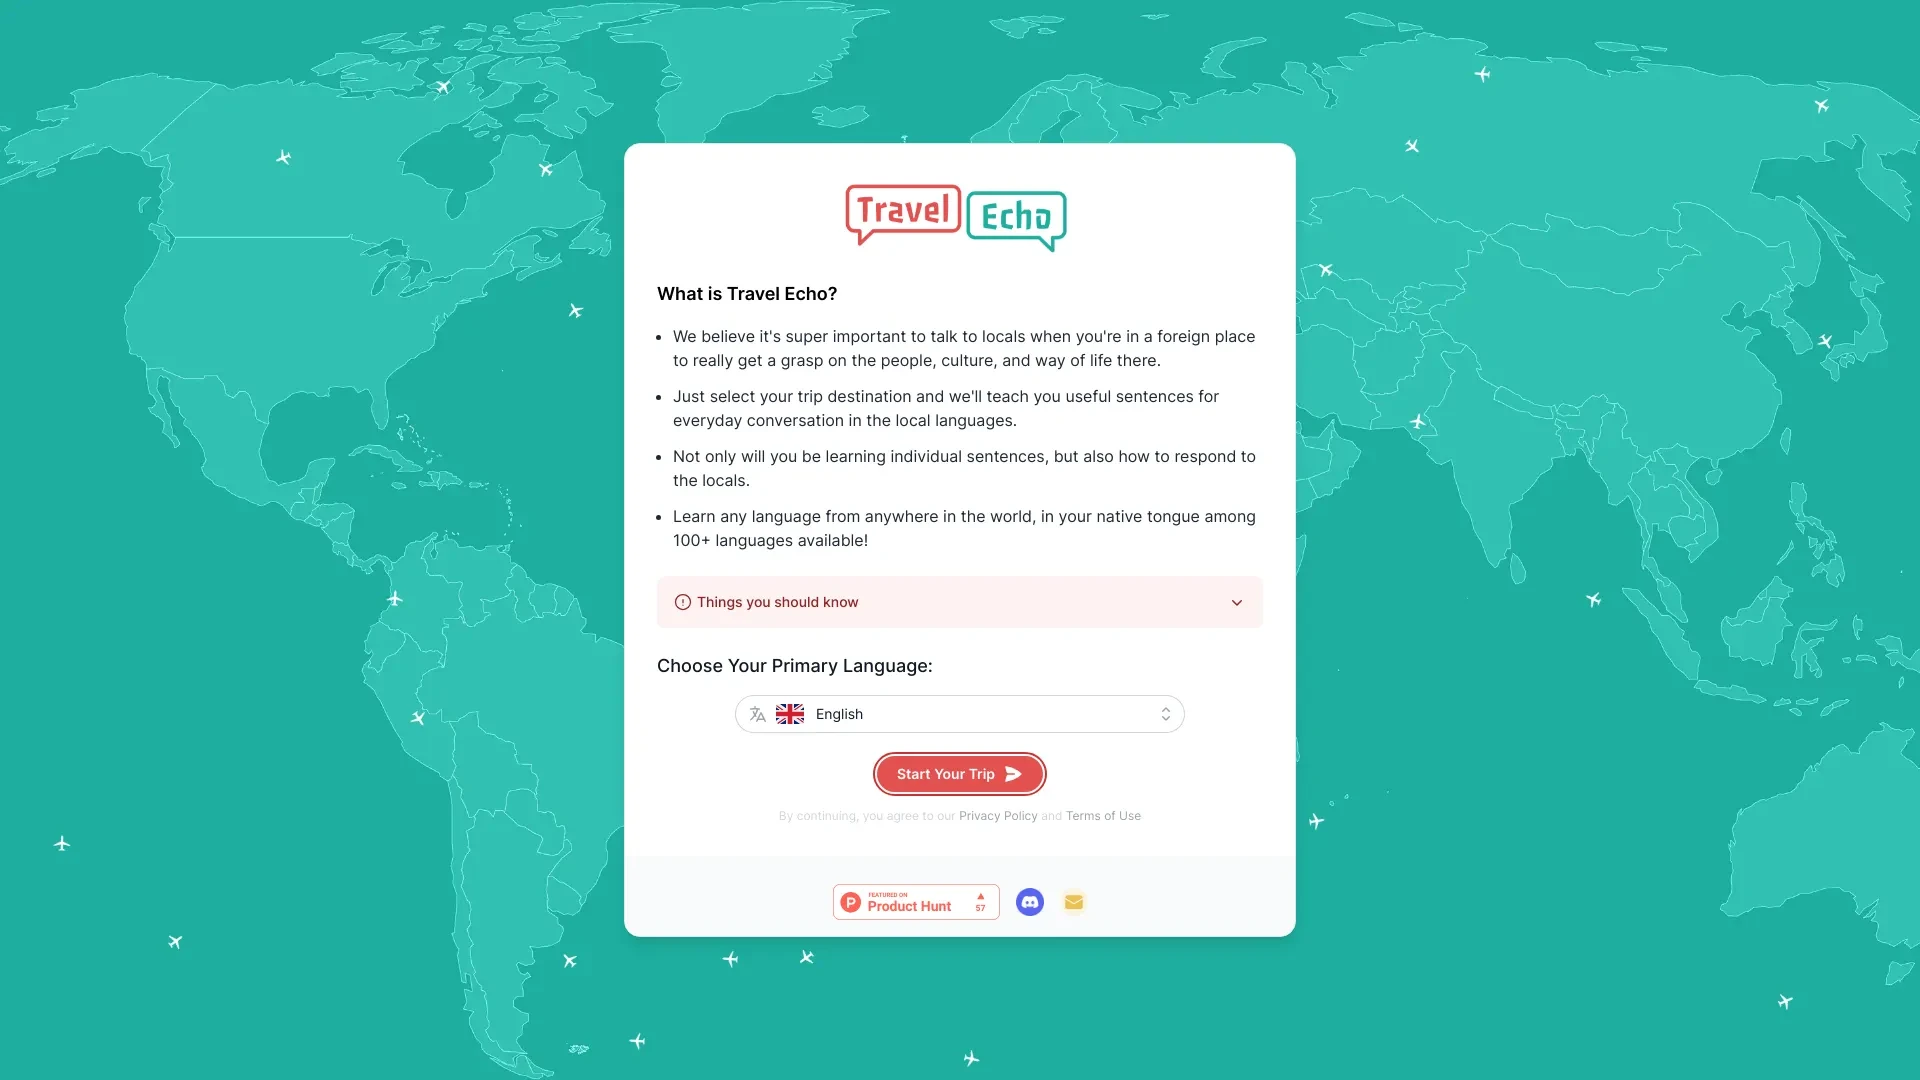 Travel Echo
What is Travel Echo?
We believe it's super important to talk to locals when you're in a foreign place
to really get a grasp on the people, culture, and way of life there.
Just select your trip destination and we'll teach you useful sentences for
everyday conversation in the local languages.
Not only will you be learning individual sentences, but also how to respond to
the locals.
Learn any language from anywhere in the world, in your native tongue among
100+ languages available!
Things you should know
Choose Your Primary Language:
English
Start Your Trip
By continuing, you agree to our Privacy Policy and Terms of Use
FEATURED ON
Product Hunt
57